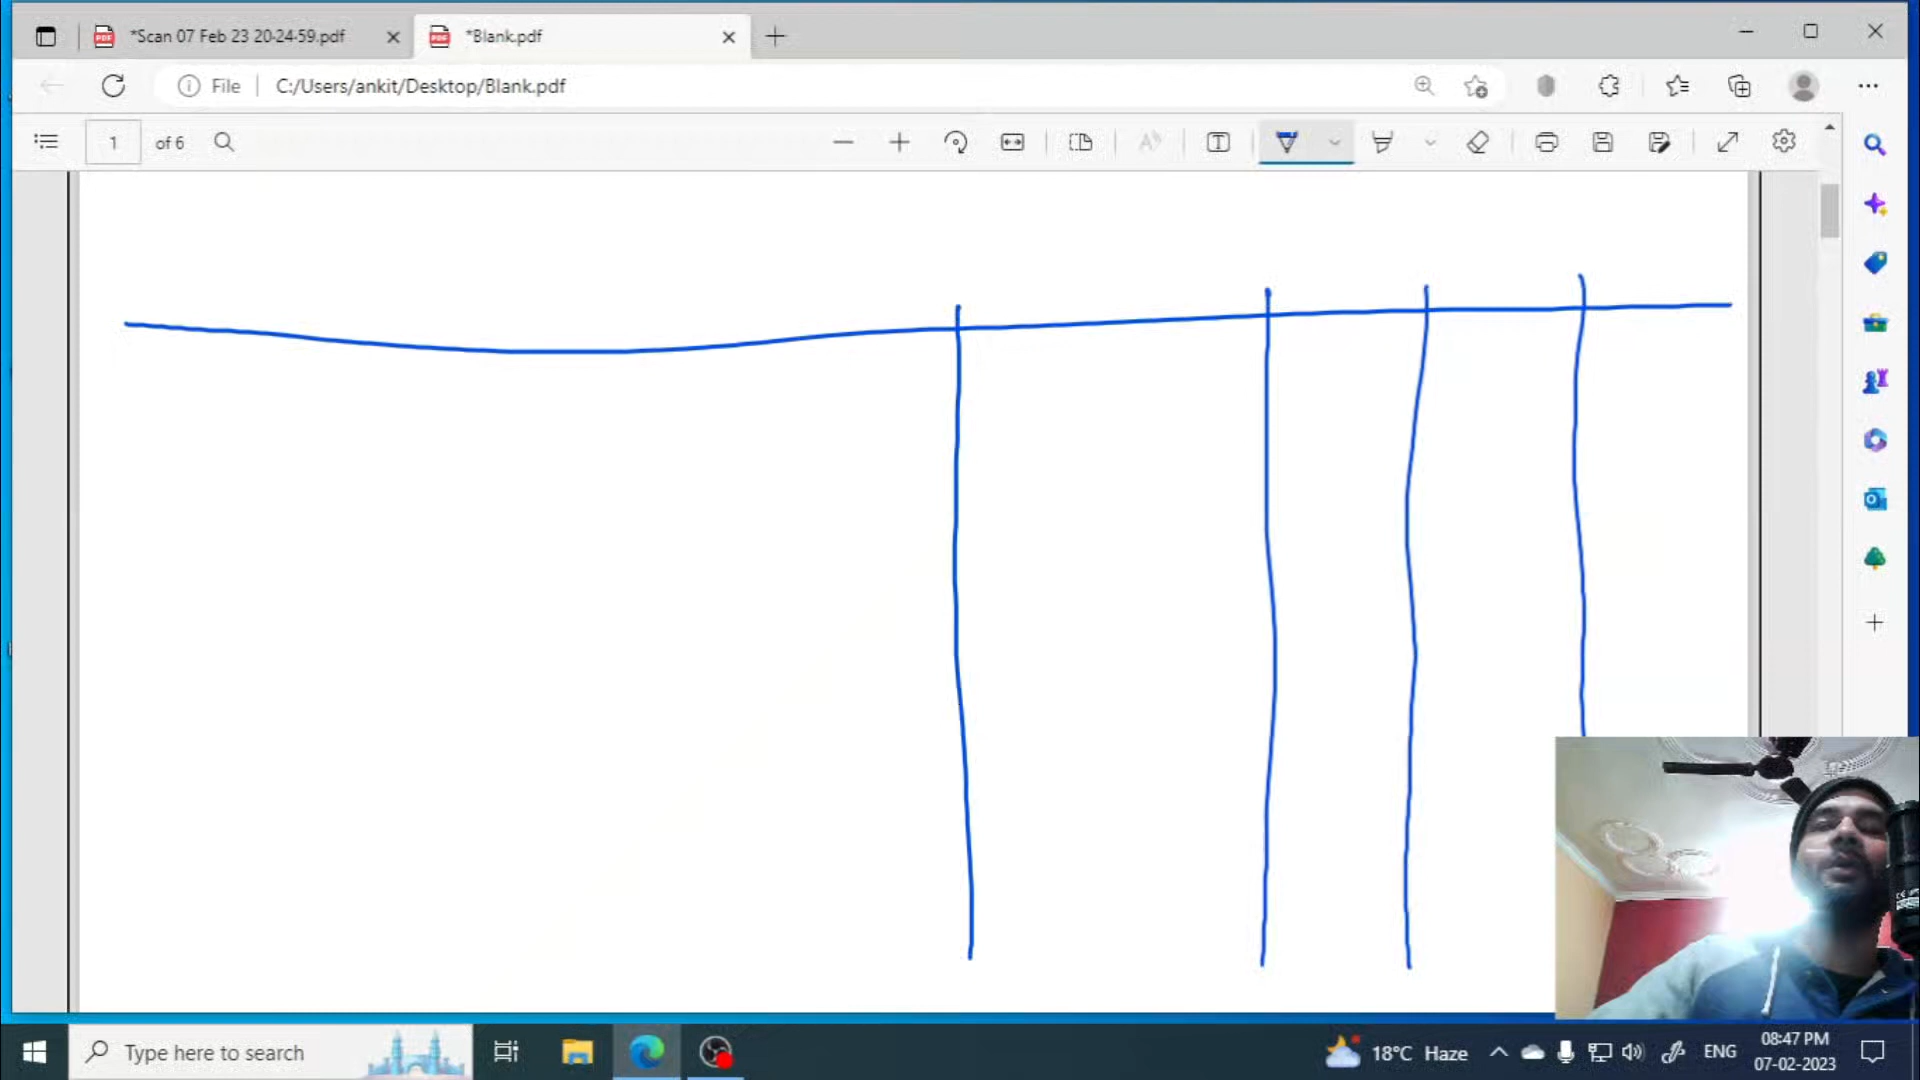 *Scan 07 Feb 23 20-24-59.pdf
*Blank.pdf
File
C:/Users/ankit/Desktop/Blank.pdf
1 of 6
Type here to search
18°C Haze
ENG
08:47 PM
07-02-2023